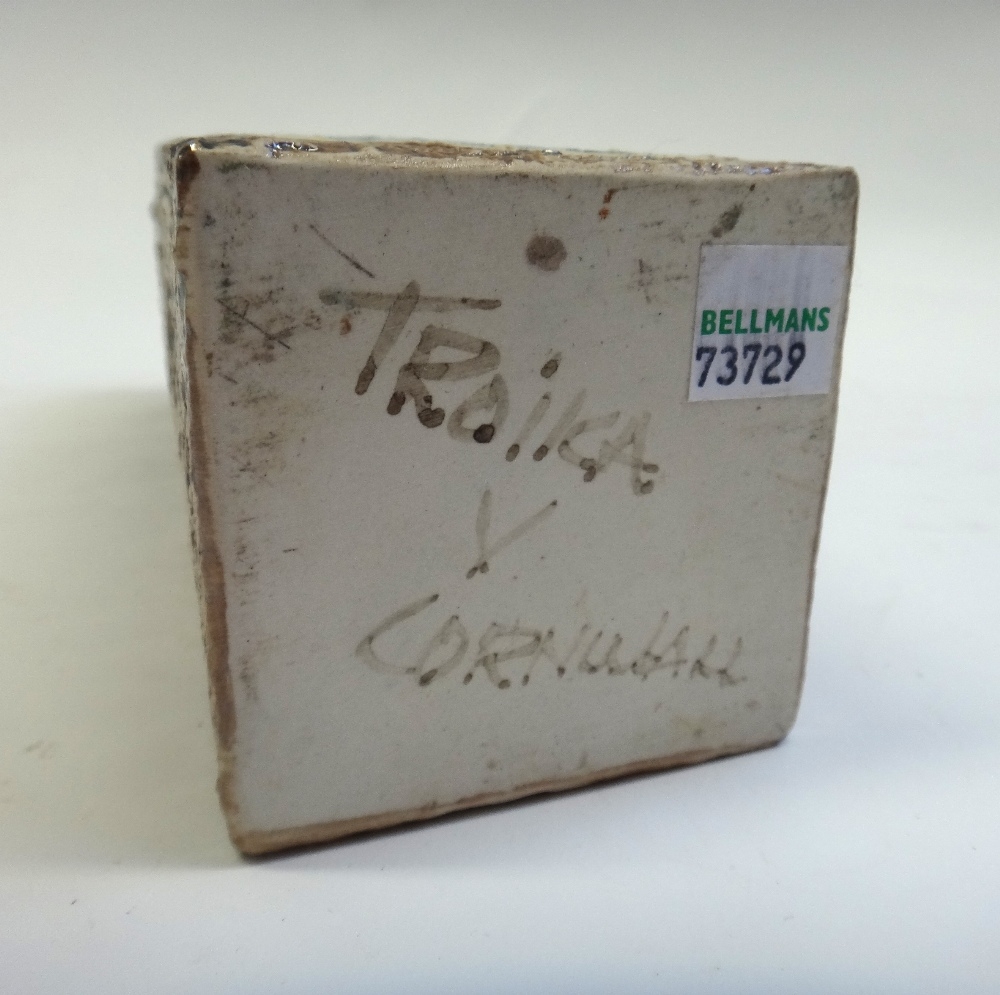 BELLMANS
73729
TROiKA
Y
CORNWALL